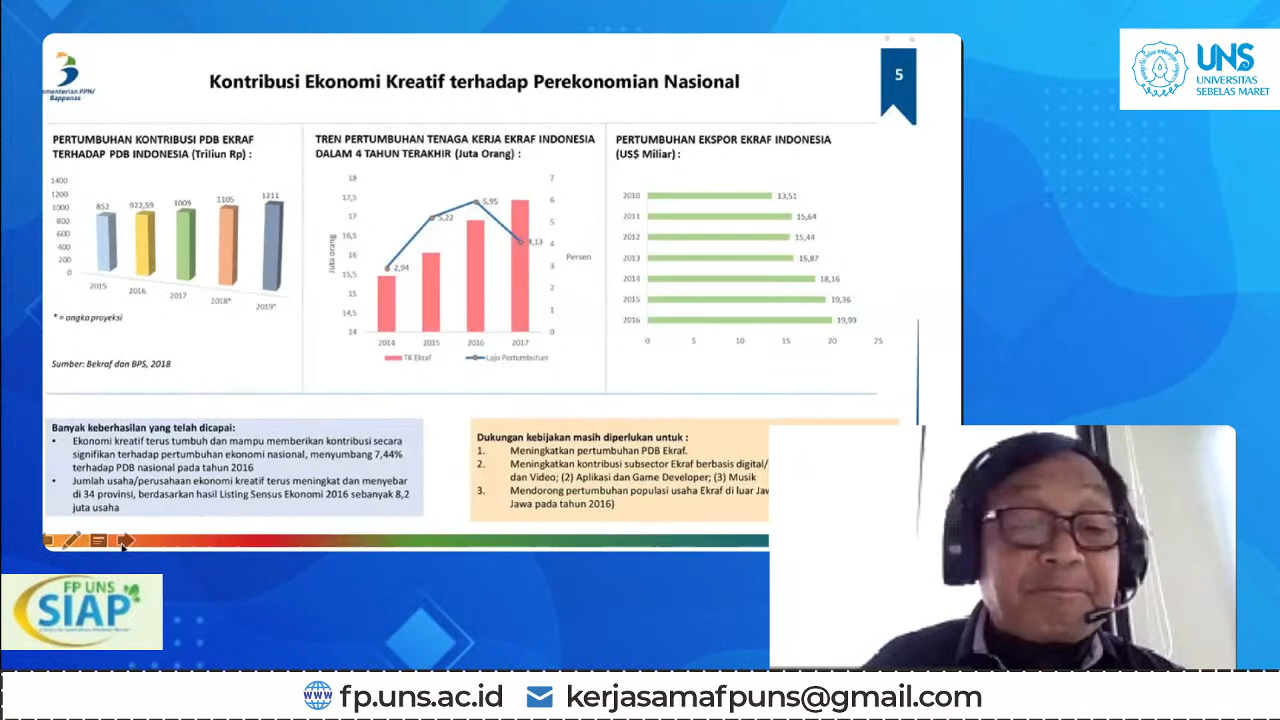 Kontribusi Ekonomi Kreatif terhadap Perekonomian Nasional
5
UNS
UNIVERSITAS
SEBELAS MARET
ementerian PPN/
Bappenas
PERTUMBUHAN KONTRIBUSI PDB EKRAF
TERHADAP PDB INDONESIA (Triliun Rp) :
1400
1200
1000
800
600
400
200
0
852
922,59
1009
1105
1211
2015
2016
2017
2018*
2019*
* = angka proyeksi
Sumber: Bekraf dan BPS, 2018
TREN PERTUMBUHAN TENAGA KERJA EKRAF INDONESIA
DALAM 4 TAHUN TERAKHIR (Juta Orang) :
18
17,5
17
16,5
16
15,5
15
14,5
14
Juta orang
2,94
5,22
5,95
4,13
7
6
5
4
3
2
1
0
Persen
2014
2015
2016
2017
TK Ekraf
Laju Pertumbuhan
PERTUMBUHAN EKSPOR EKRAF INDONESIA
(US$ Miliar) :
2010 13,51
2011 15,64
2012 15,44
2013 15,87
2014 18,16
2015 19,36
2016 19,99
0 5 10 15 20 25
Banyak keberhasilan yang telah dicapai:
• Ekonomi kreatif terus tumbuh dan mampu memberikan kontribusi secara
signifikan terhadap pertumbuhan ekonomi nasional, menyumbang 7,44%
terhadap PDB nasional pada tahun 2016
• Jumlah usaha/perusahaan ekonomi kreatif terus meningkat dan menyebar
di 34 provinsi, berdasarkan hasil Listing Sensus Ekonomi 2016 sebanyak 8,2
juta usaha
Dukungan kebijakan masih diperlukan untuk :
1. Meningkatkan pertumbuhan PDB Ekraf.
2. Meningkatkan kontribusi subsector Ekraf berbasis digital/
dan Video; (2) Aplikasi dan Game Developer; (3) Musik
3. Mendorong pertumbuhan populasi usaha Ekraf di luar Jaw
Jawa pada tahun 2016)
FP UNS
SIAP
fp.uns.ac.id
kerjasamafpuns@gmail.com